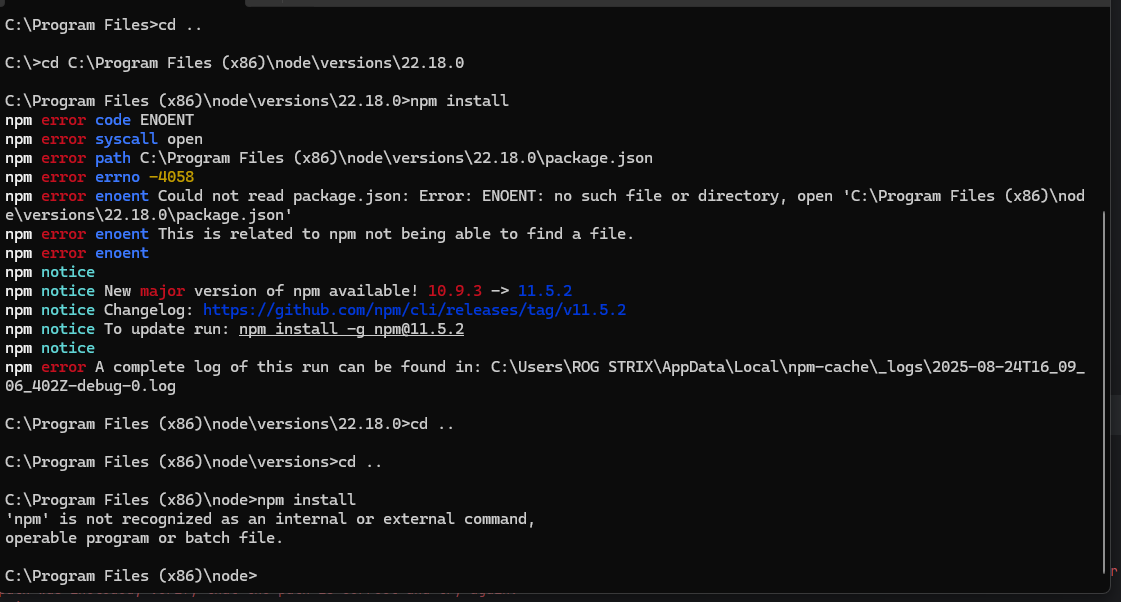 C:\Program Files>cd ..
C:\>cd C:\Program Files (x86)\node\versions\22.18.0
C:\Program Files (x86)\node\versions\22.18.0>npm install
npm error code ENOENT
npm error syscall open
npm error path C:\Program Files (x86)\node\versions\22.18.0\package.json
npm error errno -4058
npm error enoent Could not read package.json: Error: ENOENT: no such file or directory, open 'C:\Program Files (x86)\nod
e\versions\22.18.0\package.json'
npm error enoent This is related to npm not being able to find a file.
npm error enoent
npm notice
npm notice New major version of npm available! 10.9.3 -> 11.5.2
npm notice Changelog: https://github.com/npm/cli/releases/tag/v11.5.2
npm notice To update run: npm install -g npm@11.5.2
npm notice
npm error A complete log of this run can be found in: C:\Users\ROG STRIX\AppData\Local\npm-cache\_logs\2025-08-24T16_09_
06_402Z-debug-0.log
C:\Program Files (x86)\node\versions\22.18.0>cd ..
C:\Program Files (x86)\node\versions>cd ..
C:\Program Files (x86)\node>npm install
'npm' is not recognized as an internal or external command,
operable program or batch file.
C:\Program Files (x86)\node>